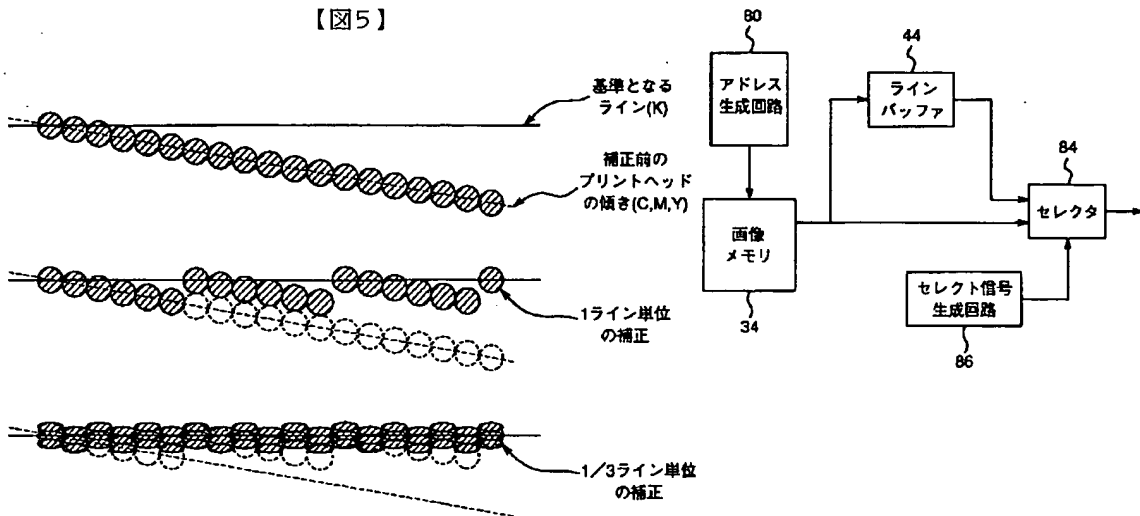 【図5】
基準となる
ライン(K)
補正前の
プリントヘッド
の傾き(C,M,Y)
1ライン単位
の補正
1/3ライン単位
の補正
80
アドレス
生成回路
44
ライン
バッファ
84
セレクタ
画像
メモリ
34
セレクト信号
生成回路
86